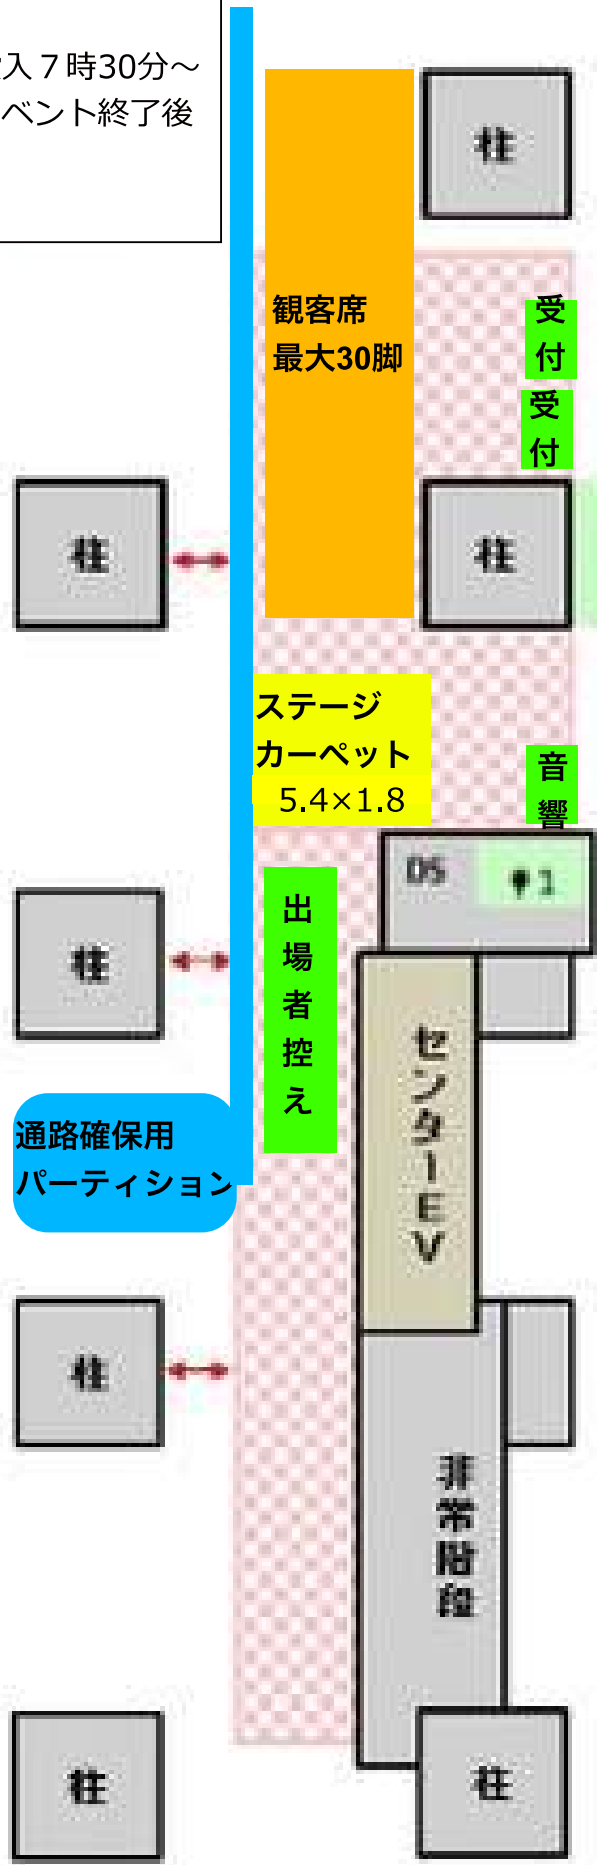 入７時30分～
ベント終了後
柱
観客席
最大30脚
受付
受付
柱
柱
ステージ
カーペット
5.4×1.8
音響
DS
1
柱
出場者控え
センターEV
通路確保用
パーティション
柱
非常階段
柱
柱